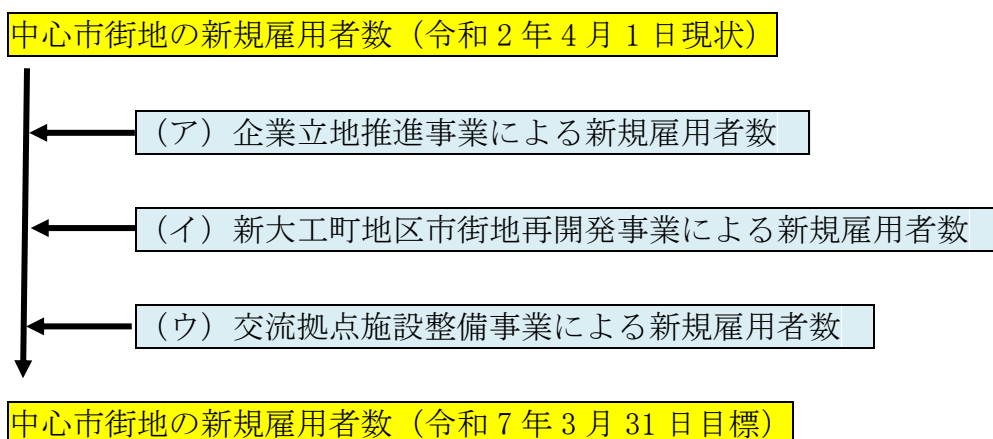 中心市街地の新規雇用者数（令和２年４月１日現状）
（ア）企業立地推進事業による新規雇用者数
（イ）新大工町地区市街地再開発事業による新規雇用者数
（ウ）交流拠点施設整備事業による新規雇用者数
中心市街地の新規雇用者数（令和７年３月 31 日目標）